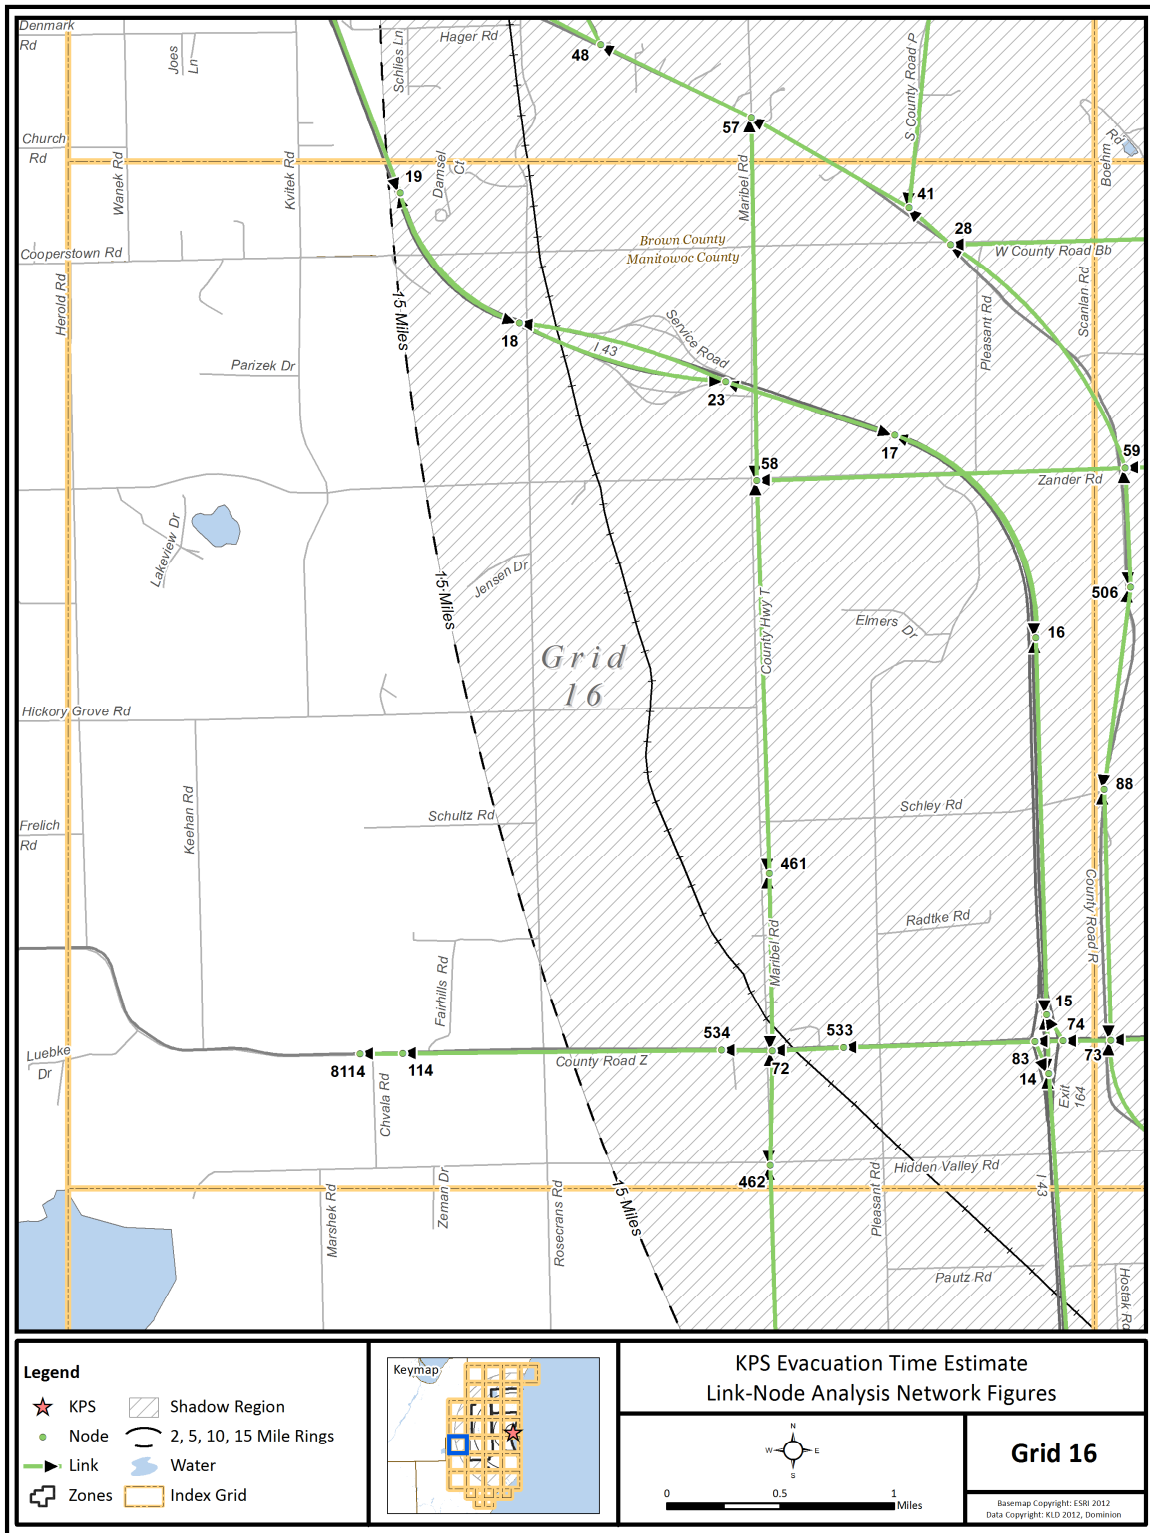 Denmark
Rd
Joes
Ln
Schlies Ln
Hager Rd
48
S County Road P
57
Church
Rd
Wanek Rd
Kvitek Rd
19
Damsel
Ct
Maribel Rd
41
Boehm
Rd
28
Brown County
Manitowoc County
W County Road Bb
Cooperstown Rd
Herold Rd
15 Miles
18
I 43
Service Road
23
Pleasant Rd
Scanlan Rd
Parizek Dr
17
58
59
Zander Rd
Lakeview Dr
Jensen Dr
15 Miles
506
County Hwy T
Elmers
Dr
16
Grid
16
Hickory Grove Rd
88
Keehan Rd
Schultz Rd
Schley Rd
Frelich
Rd
461
County Road R
Radtke Rd
Maribel Rd
Fairhills Rd
15
74
534
533
Luebke
Dr
8114
114
County Road Z
72
83
73
14
Exit
164
Chvala Rd
Hidden Valley Rd
462
I 43
Marshek Rd
Zeman Dr
Rosecrans Rd
15 Miles
Pleasant Rd
Pautz Rd
Hostak Rd
Legend
KPS
Shadow Region
Node
2, 5, 10, 15 Mile Rings
Link
Water
Zones
Index Grid
Keymap
KPS Evacuation Time Estimate
Link-Node Analysis Network Figures
N
W
E
S
0
0.5
1
Miles
Grid 16
Basemap Copyright: ESRI 2012
Data Copyright: KLD 2012, Dominion